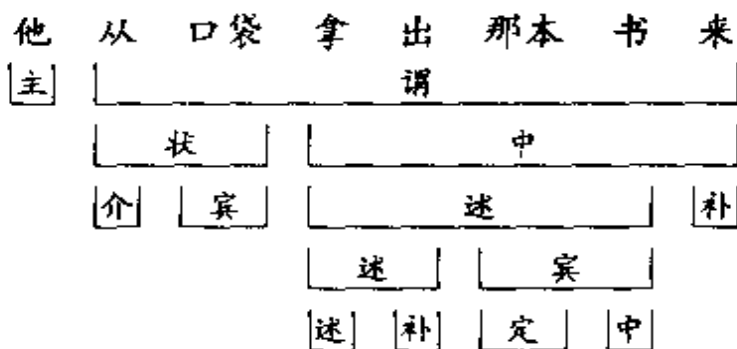 他 从 口袋 拿 出 那本 书 来
主 谓
状 中
介 宾 述 补
述 宾
述 补 定 中